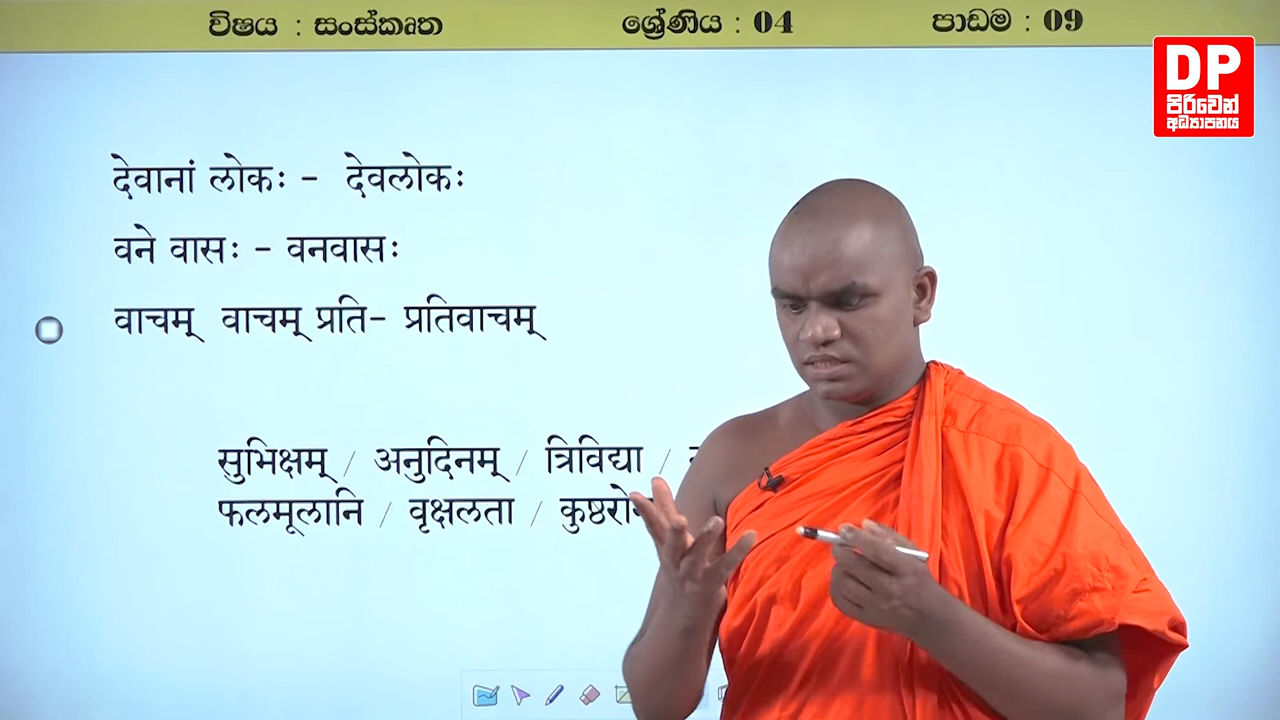 විෂය : සංස්කෘත ශ්‍රේණිය : 04 පාඩම : 09
DP
පිරිවෙන්
අධ්‍යාපනය
देवानां लोकः - देवलोकः
वने वासः - वनवासः
वाचम् वाचम् प्रति- प्रतिवाचम्
सुभिक्षम् / अनुदिनम् / त्रिविद्या /
फलमूलानि / वृक्षलता /